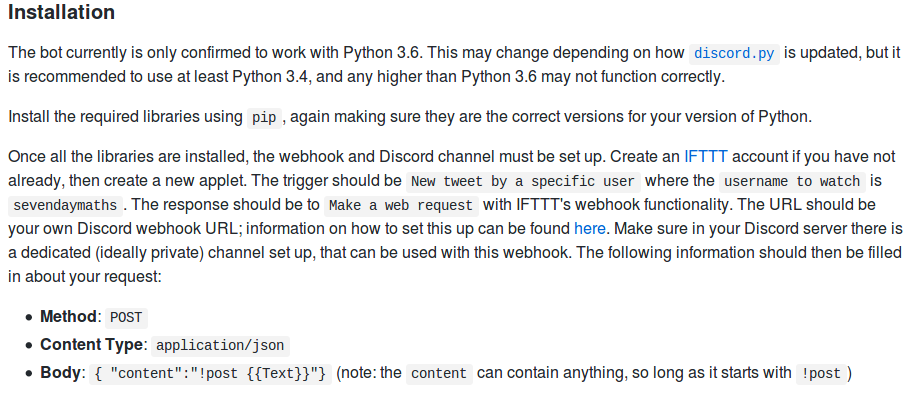 Installation
The bot currently is only confirmed to work with Python 3.6. This may change depending on how discord.py is updated, but it
is recommended to use at least Python 3.4, and any higher than Python 3.6 may not function correctly.
Install the required libraries using pip , again making sure they are the correct versions for your version of Python.
Once all the libraries are installed, the webhook and Discord channel must be set up. Create an IFTTT account if you have not
already, then create a new applet. The trigger should be New tweet by a specific user where the username to watch is
sevendaymaths . The response should be to Make a web request with IFTTT's webhook functionality. The URL should be
your own Discord webhook URL; information on how to set this up can be found here. Make sure in your Discord server there is
a dedicated (ideally private) channel set up, that can be used with this webhook. The following information should then be filled
in about your request:
• Method: POST
• Content Type: application/json
• Body: { "content":"!post {{Text}}"} (note: the content can contain anything, so long as it starts with !post )